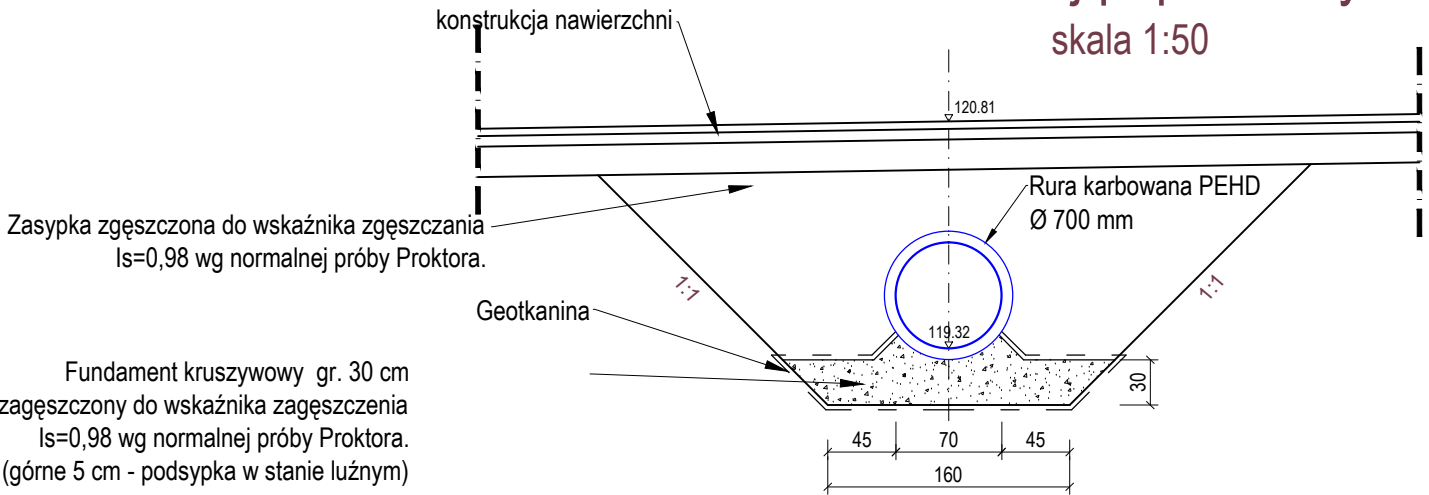 konstrukcja nawierzchni
skala 1:50
120.81
Rura karbowana PEHD
Ø 700 mm
Zasypka zgęszczona do wskaźnika zgęszczania
Is=0,98 wg normalnej próby Proktora.
1:1
1:1
Geotkanina
119.32
Fundament kruszywowy gr. 30 cm
zagęszczony do wskaźnika zagęszczenia
Is=0,98 wg normalnej próby Proktora.
(górne 5 cm - podsypka w stanie luźnym)
30
45
70
45
160